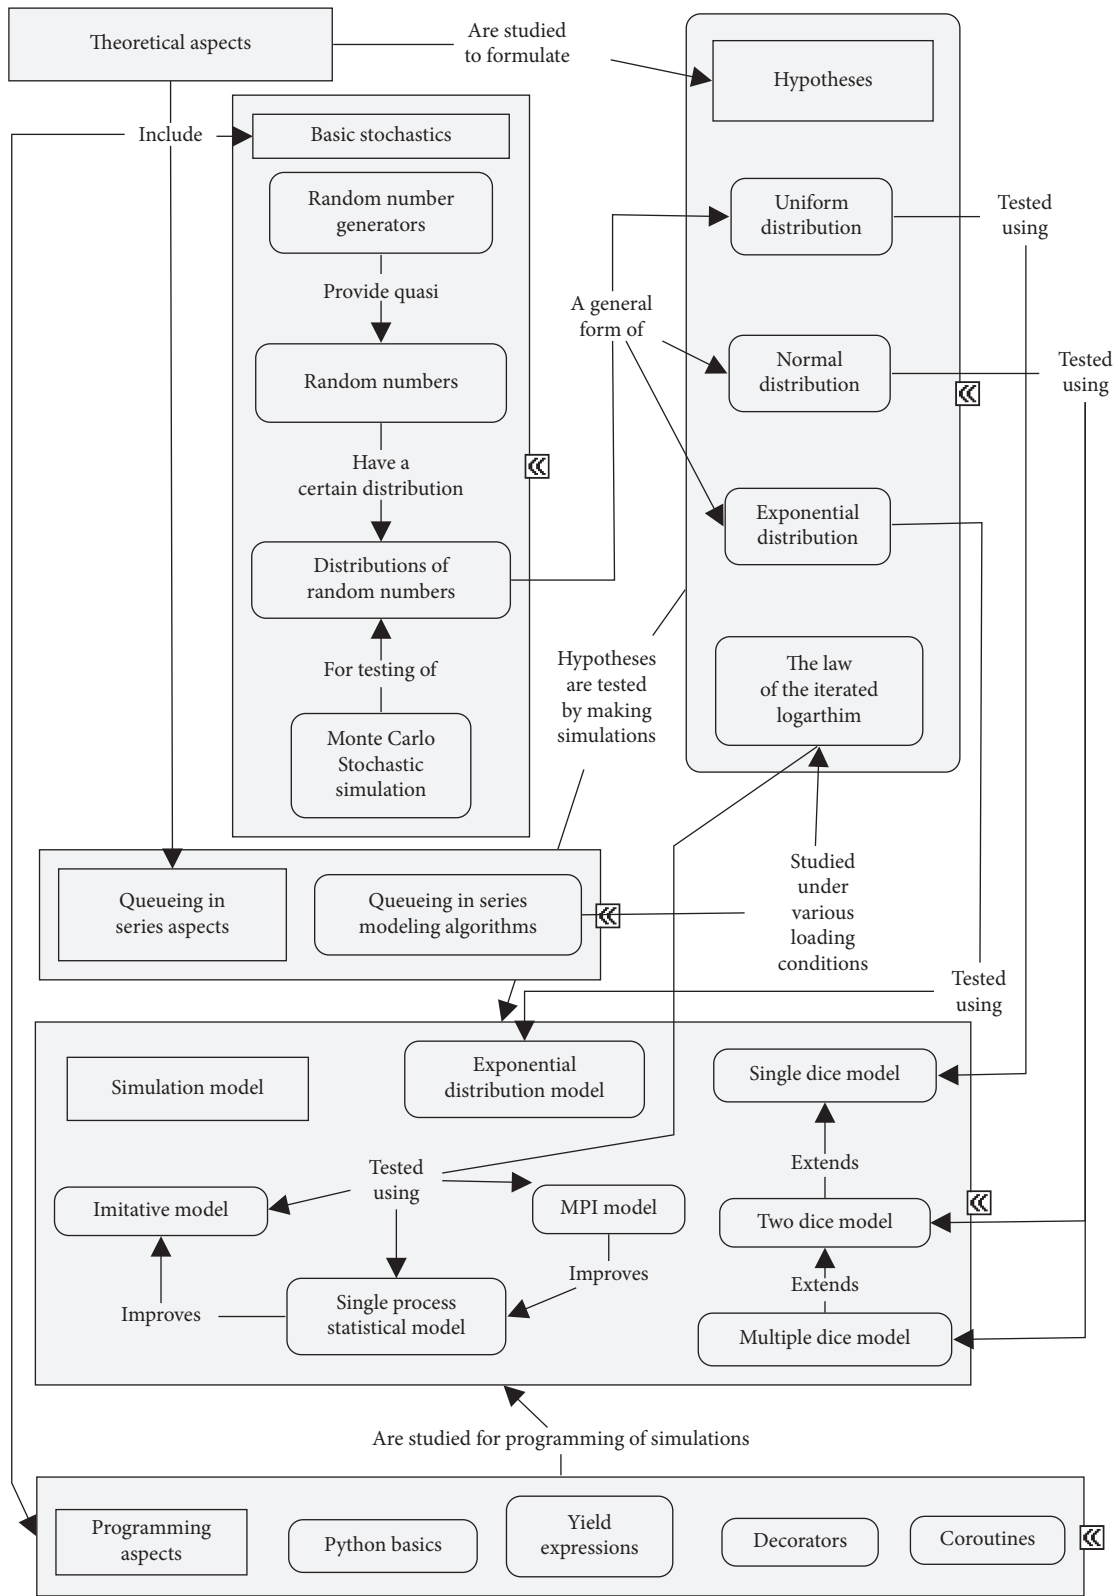 Theoretical aspects
Are studied
to formulate
Hypotheses
Include
Basic stochastics
Random number
generators
Provide quasi
Random numbers
Have a
certain distribution
Distributions of
random numbers
For testing of
Monte Carlo
Stochastic
simulation
A general
form of
Uniform
distribution
Tested
using
Normal
distribution
Tested
using
Exponential
distribution
The law
of the iterated
logarthim
Hypotheses
are tested
by making
simulations
Queueing in
series aspects
Queueing in series
modeling algorithms
Studied
under
various
loading
conditions
Tested
using
Simulation model
Exponential
distribution model
Single dice model
Extends
Tested
using
Imitative model
MPI model
Two dice model
Improves
Extends
Improves
Single process
statistical model
Multiple dice model
Are studied for programming of simulations
Programming
aspects
Python basics
Yield
expressions
Decorators
Coroutines